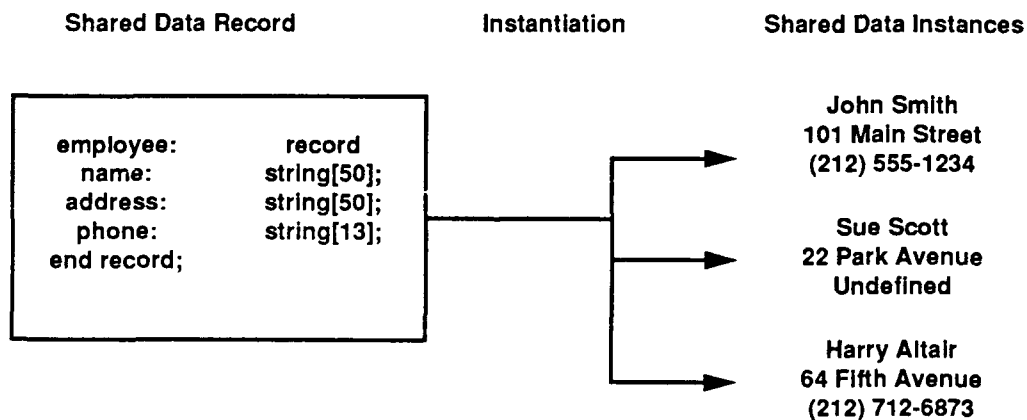 Shared Data Record Instantiation Shared Data Instances
employee: record
name: string[50];
address: string[50];
phone: string[13];
end record;
John Smith
101 Main Street
(212) 555-1234
Sue Scott
22 Park Avenue
Undefined
Harry Altair
64 Fifth Avenue
(212) 712-6873